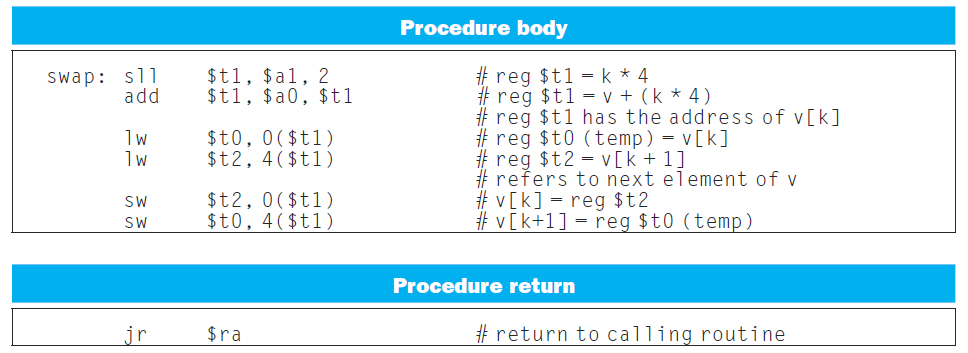 Procedure body
swap: sll $t1, $a1, 2 # reg $t1 = k * 4
add $t1, $a0, $t1 # reg $t1 = v + (k * 4)
# reg $t1 has the address of v[k]
lw $t0, 0($t1) # reg $t0 (temp) = v[k]
lw $t2, 4($t1) # reg $t2 = v[k + 1]
# refers to next element of v
sw $t2, 0($t1) # v[k] = reg $t2
sw $t0, 4($t1) # v[k+1] = reg $t0 (temp)
Procedure return
jr $ra # return to calling routine